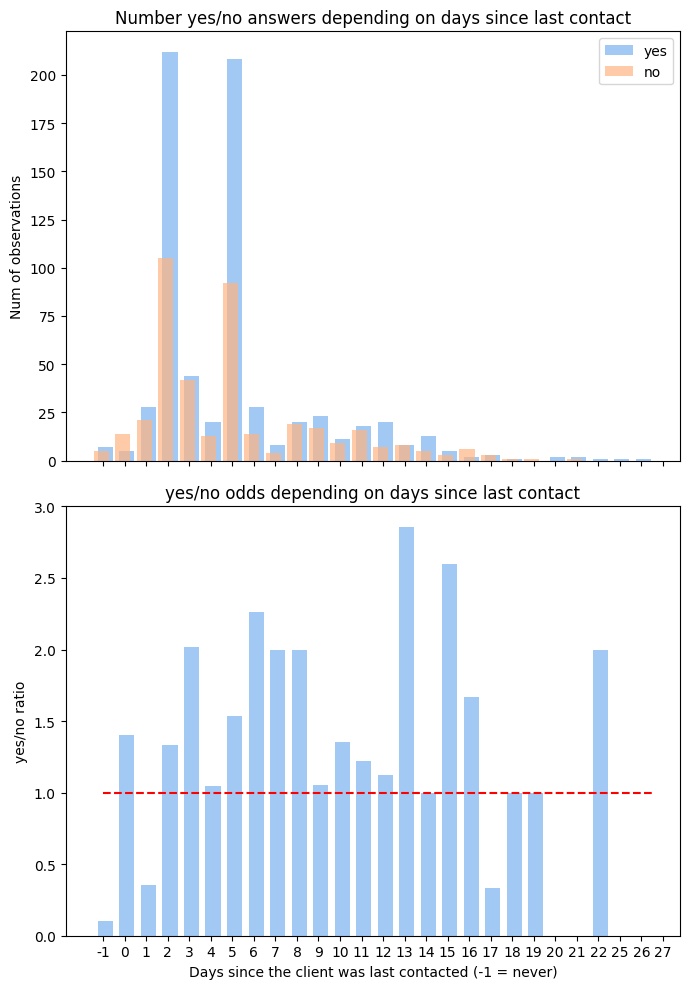 Number yes/no answers depending on days since last contact
yes
no
200
175
150
125
100
75
50
25
0
Num of observations
yes/no odds depending on days since last contact
3.0
2.5
2.0
1.5
1.0
0.5
0.0
yes/no ratio
-1 0 1 2 3 4 5 6 7 8 9 10 11 12 13 14 15 16 17 18 19 20 21 22 25 26 27
Days since the client was last contacted (-1 = never)